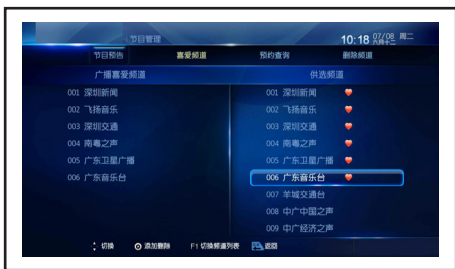 节目管理
10:18 07/08 周二
六月十二
节目预告 喜爱频道 预约查询 删除频道
广播喜爱频道 供选频道
001 深圳新闻 001 深圳新闻
002 飞扬音乐 002 飞扬音乐
003 深圳交通 003 深圳交通
004 南粤之声 004 南粤之声
005 广东卫星广播 005 广东卫星广播
006 广东音乐台 006 广东音乐台
007 羊城交通台
008 中广中国之声
009 中广经济之声
切换 添加删除 F1 切换频道列表 返回